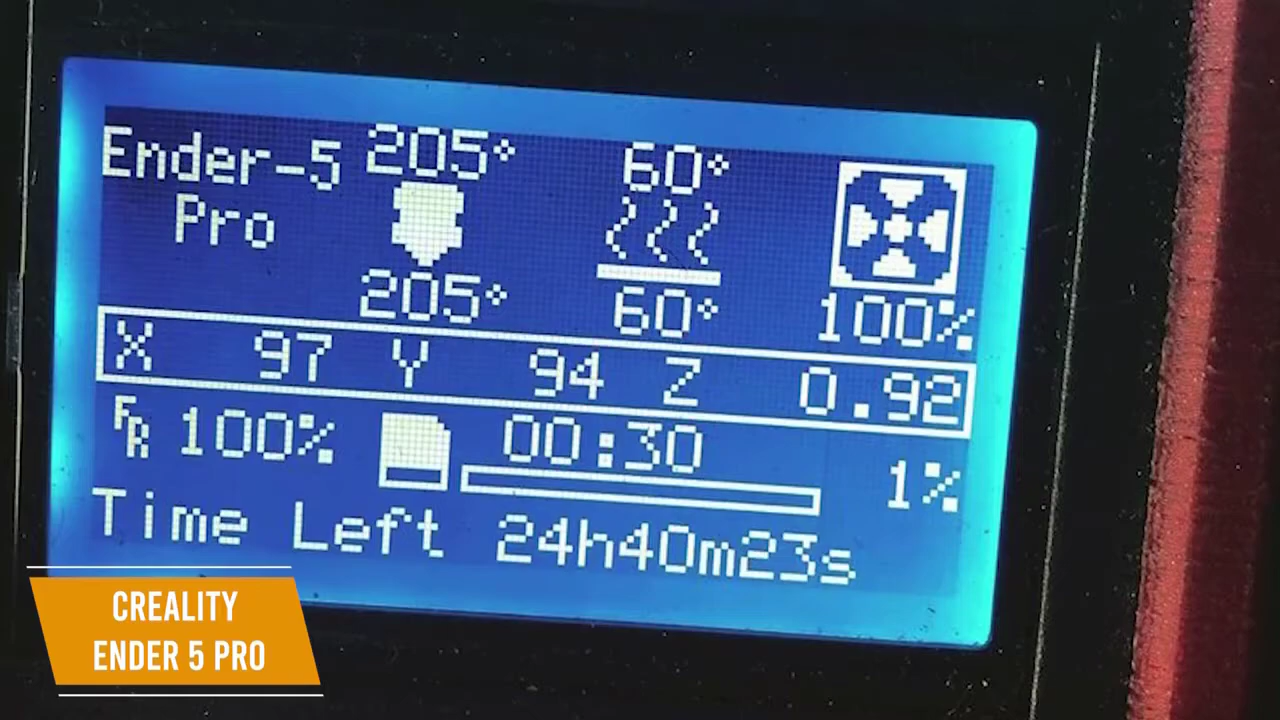 Ender-5 205° 60°
Pro
205° 60° 100%
X 97 Y 94 Z 0.92
FR 100% 00:30 1%
Time Left 24h40m23s
CREALITY
ENDER 5 PRO